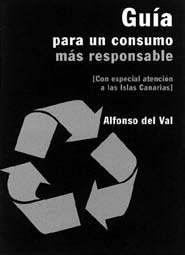 Guía
para un consumo
más responsable
[Con especial atención
a las Islas Canarias]
Alfonso del Val